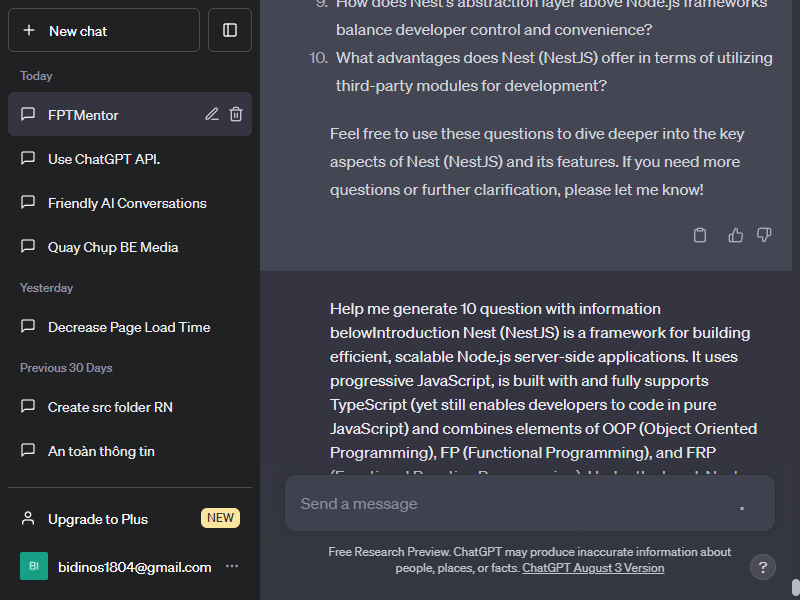 New chat
Today
FPTMentor
Use ChatGPT API.
Friendly AI Conversations
Quay Chụp BE Media
Yesterday
Decrease Page Load Time
Previous 30 Days
Create src folder RN
An toàn thông tin
Upgrade to Plus NEW
BI bidinos1804@gmail.com
9. How does Nest's abstraction layer above Node.js frameworks
balance developer control and convenience?
10. What advantages does Nest (NestJS) offer in terms of utilizing
third-party modules for development?
Feel free to use these questions to dive deeper into the key
aspects of Nest (NestJS) and its features. If you need more
questions or further clarification, please let me know!
Help me generate 10 question with information
belowIntroduction Nest (NestJS) is a framework for building
efficient, scalable Node.js server-side applications. It uses
progressive JavaScript, is built with and fully supports
TypeScript (yet still enables developers to code in pure
JavaScript) and combines elements of OOP (Object Oriented
Programming), FP (Functional Programming), and FRP
Send a message
Free Research Preview. ChatGPT may produce inaccurate information about
people, places, or facts. ChatGPT August 3 Version
?